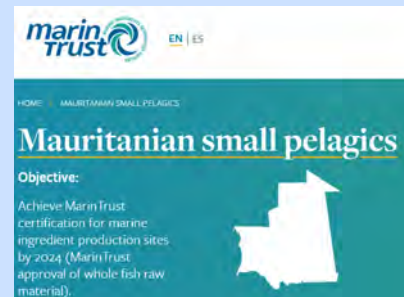 marin
trust
EN | ES
HOME MAURITANIAN SMALL PELAGICS
Mauritanian small pelagics
Objective:
Achieve MarinTrust
certification for marine
ingredient production sites
by 2024 (MarinTrust
approval of whole fish raw
material).